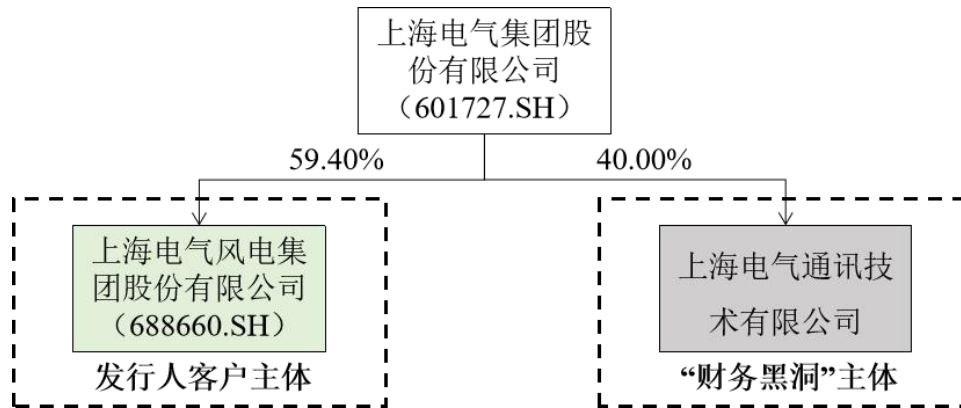 上海电气集团股
份有限公司
（601727.SH）
59.40%
40.00%
上海电气风电集
团股份有限公司
（688660.SH）
发行人客户主体
上海电气通讯技
术有限公司
“财务黑洞”主体